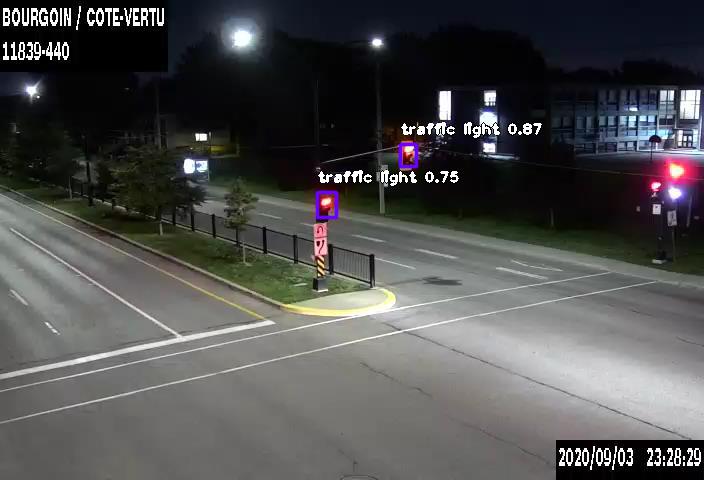 BOURGOIN / COTE-VERTU
11839-440
traffic light 0.87
traffic light 0.75
2020/09/03 23:28:29